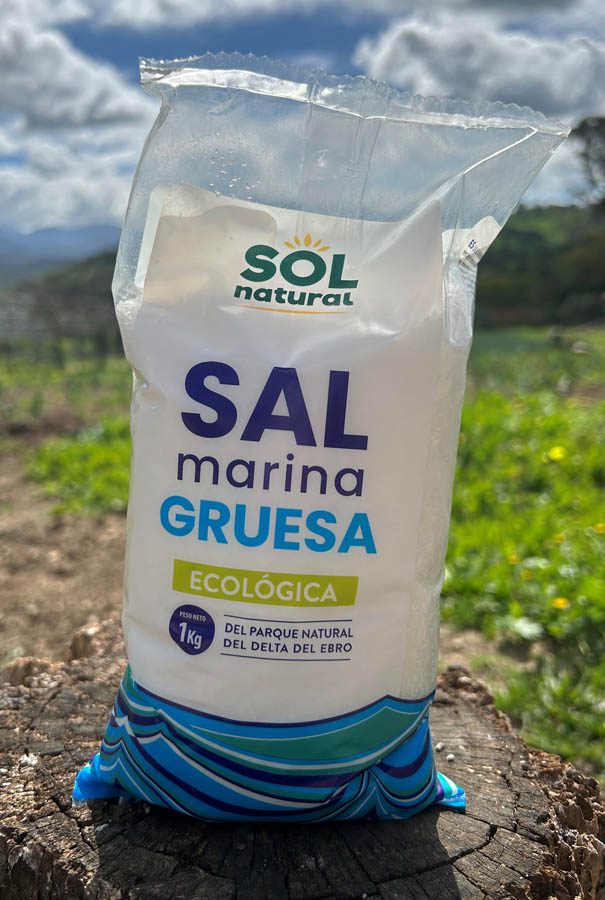 SOL
natural
SAL
marina
GRUESA
ECOLÓGICA
PESO NETO
1Kg
DEL PARQUE NATURAL
DEL DELTA DEL EBRO